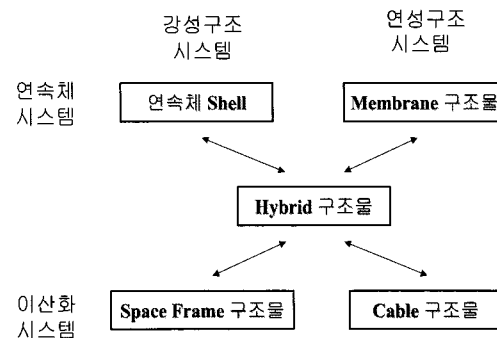 강성구조
시스템
연성구조
시스템
연속체
시스템
연속체 Shell
Membrane 구조물
Hybrid 구조물
이산화
시스템
Space Frame 구조물
Cable 구조물